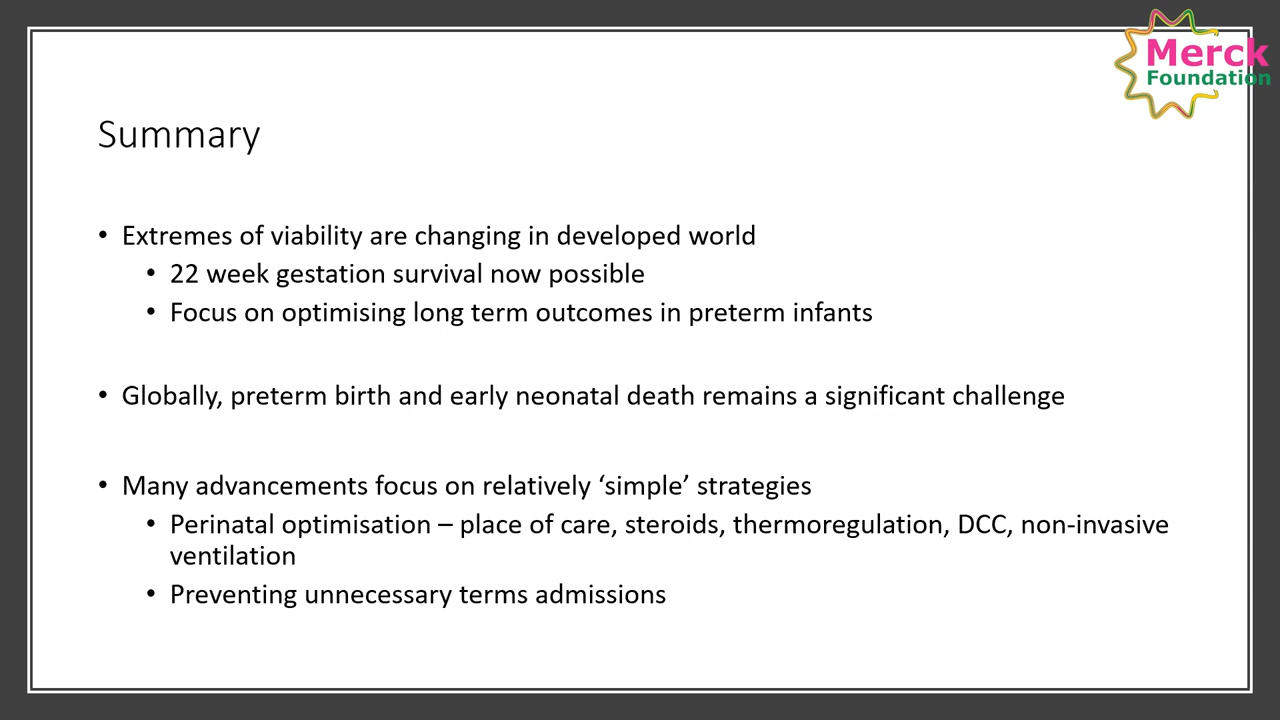 Merck
Foundation
Summary
• Extremes of viability are changing in developed world
• 22 week gestation survival now possible
• Focus on optimising long term outcomes in preterm infants
• Globally, preterm birth and early neonatal death remains a significant challenge
• Many advancements focus on relatively ‘simple’ strategies
• Perinatal optimisation – place of care, steroids, thermoregulation, DCC, non-invasive
ventilation
• Preventing unnecessary terms admissions